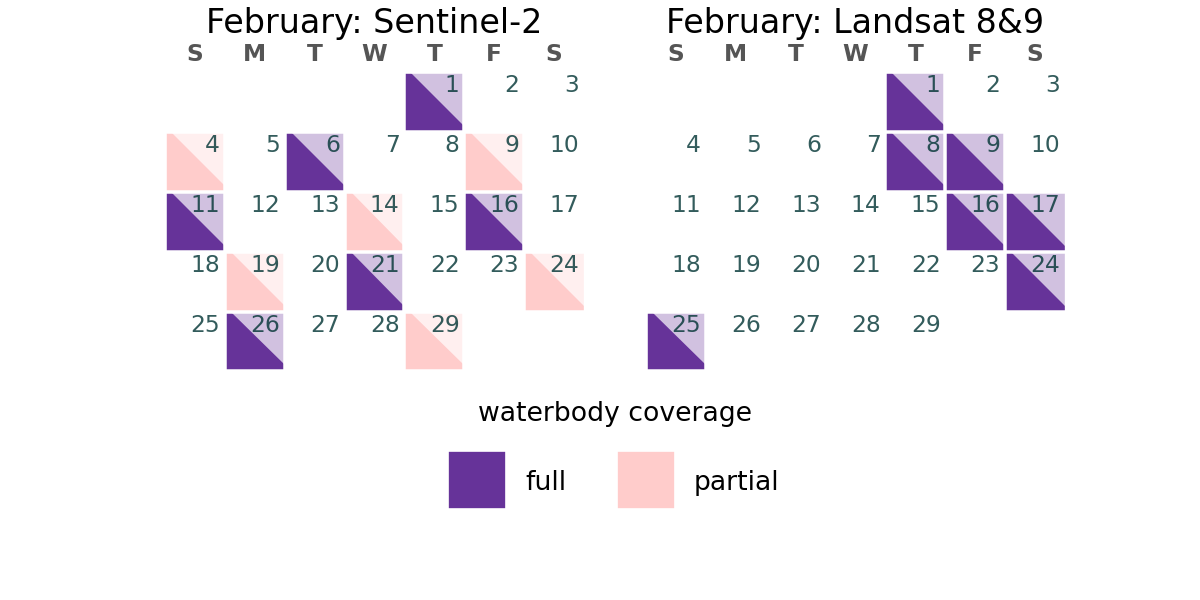 February: Sentinel-2
S M T W T F S
1 2 3
4 5 6 7 8 9 10
11 12 13 14 15 16 17
18 19 20 21 22 23 24
25 26 27 28 29
February: Landsat 8&9
S M T W T F S
1 2 3
4 5 6 7 8 9 10
11 12 13 14 15 16 17
18 19 20 21 22 23 24
25 26 27 28 29
waterbody coverage
full partial